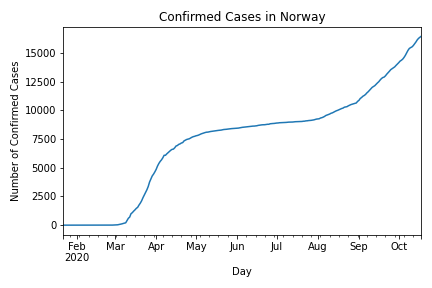 Confirmed Cases in Norway
Number of Confirmed Cases
15000
12500
10000
7500
5000
2500
0
Feb Mar Apr May Jun Jul Aug Sep Oct
2020
Day